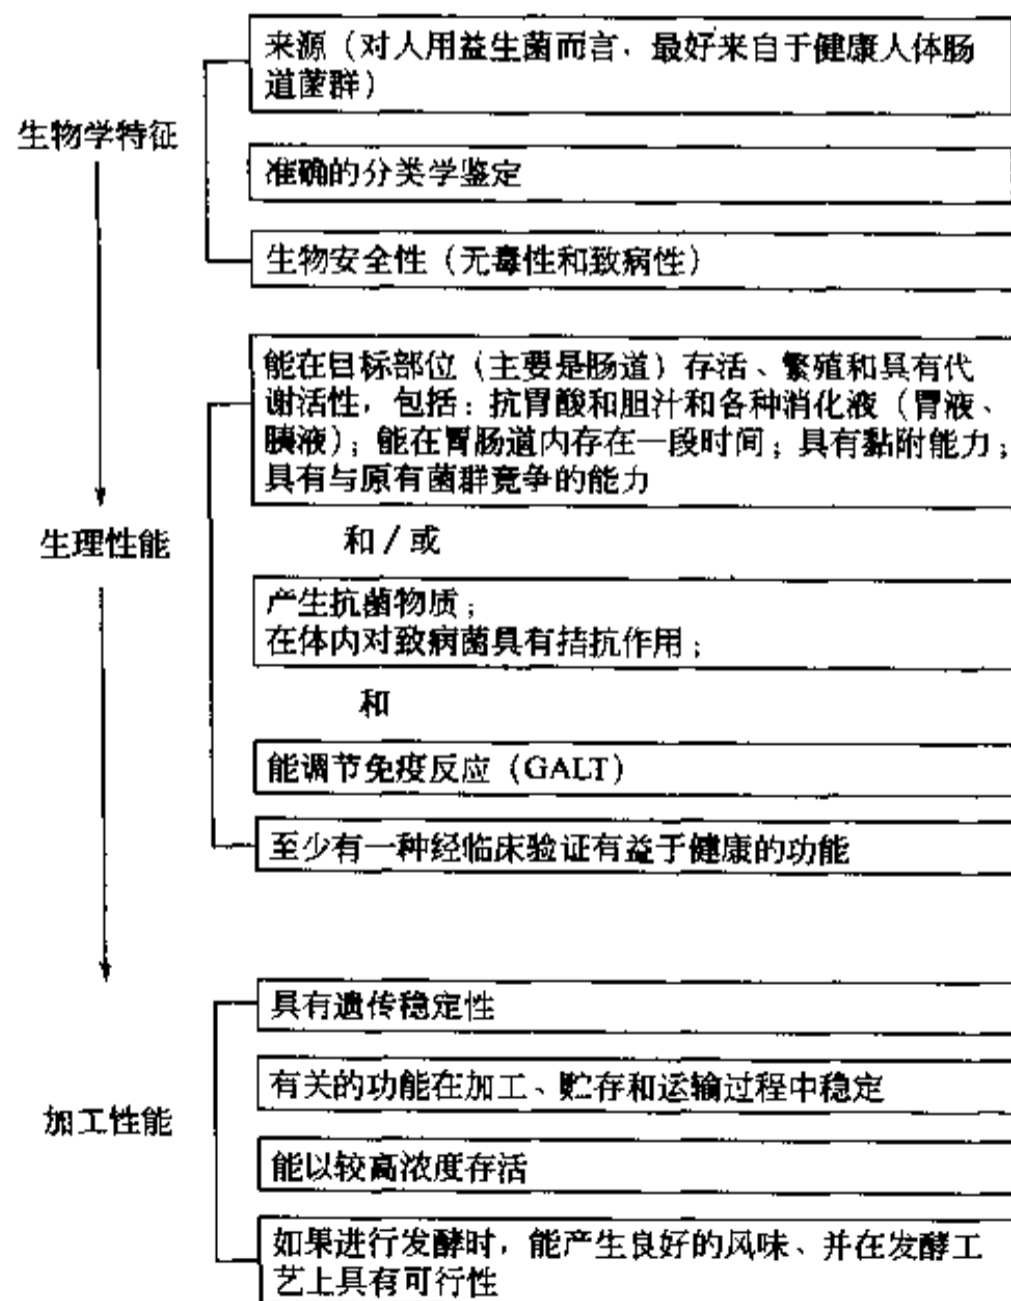 来源（对人用益生菌而言，最好来自于健康人体肠
道菌群）
生物学特征
准确的分类学鉴定
生物安全性（无毒性和致病性）
能在目标部位（主要是肠道）存活、繁殖和具有代
谢活性，包括：抗胃酸和胆汁和各种消化液（胃液、
胰液）；能在胃肠道内存在一段时间；具有黏附能力；
具有与原有菌群竞争的能力
和/或
生理性能
产生抗菌物质；
在体内对致病菌具有拮抗作用；
和
能调节免疫反应（GALT）
至少有一种经临床验证有益于健康的功能
具有遗传稳定性
有关的功能在加工、贮存和运输过程中稳定
加工性能
能以较高浓度存活
如果进行发酵时，能产生良好的风味、并在发酵工
艺上具有可行性